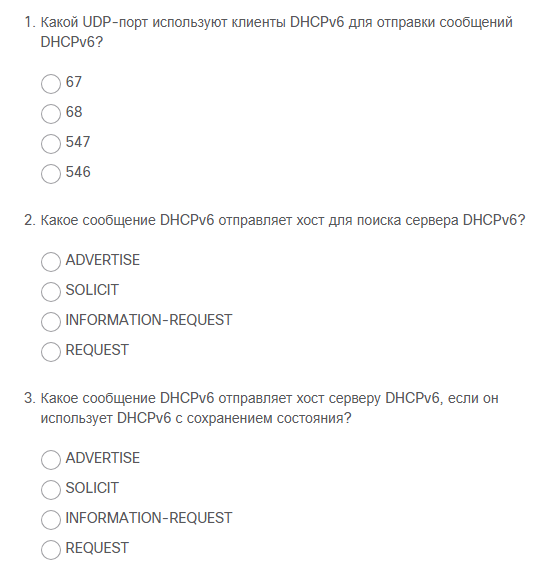 1. Какой UDP-порт используют клиенты DHCPv6 для отправки сообщений
DHCPv6?
67
68
547
546
2. Какое сообщение DHCPv6 отправляет хост для поиска сервера DHCPv6?
ADVERTISE
SOLICIT
INFORMATION-REQUEST
REQUEST
3. Какое сообщение DHCPv6 отправляет хост серверу DHCPv6, если он
использует DHCPv6 с сохранением состояния?
ADVERTISE
SOLICIT
INFORMATION-REQUEST
REQUEST